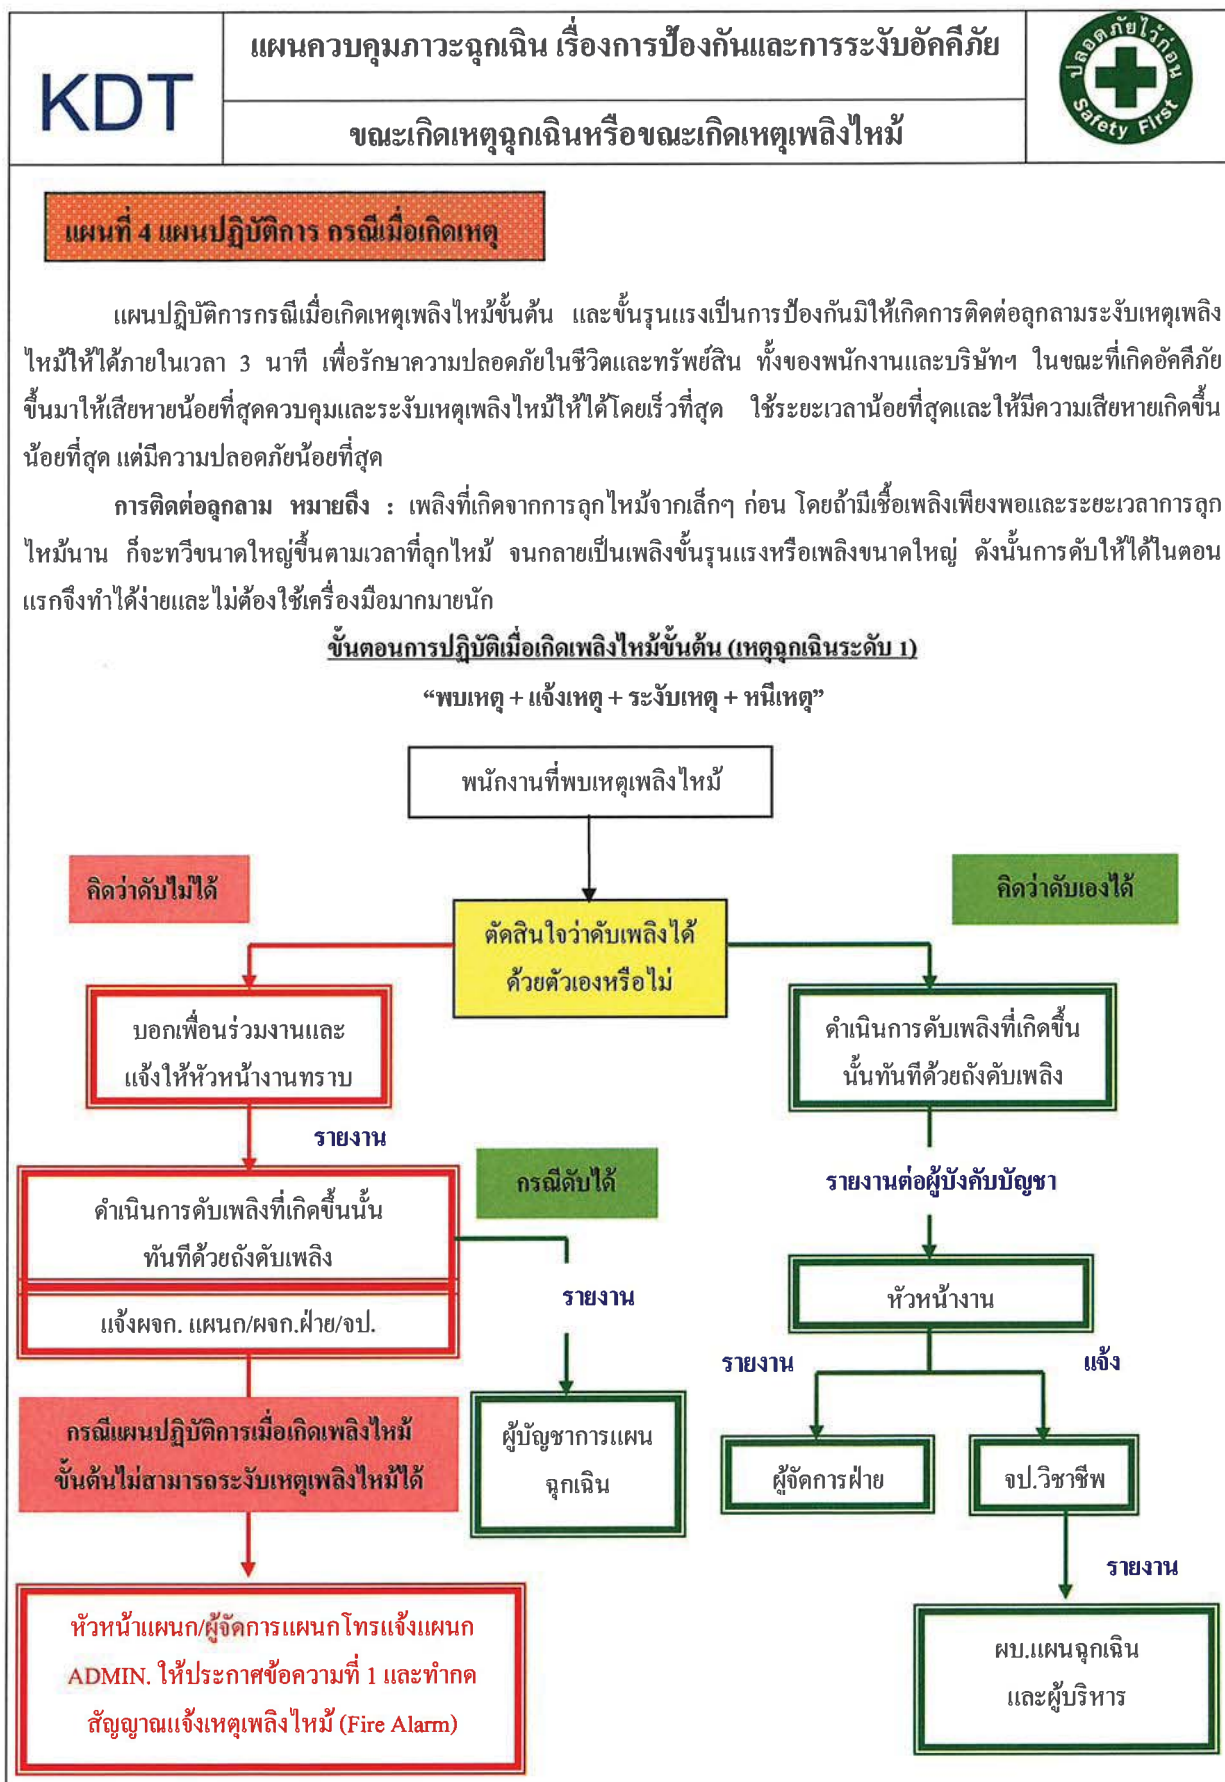 KDT
แผนควบคุมภาวะฉุกเฉิน เรื่องการป้องกันและการระงับอัคคีภัย
ขณะเกิดเหตุฉุกเฉินหรือขณะเกิดเหตุเพลิงไหม้
ปลอดภัยไว้ก่อน
Safety First
แผนที่ 4 แผนปฏิบัติการ กรณีเมื่อเกิดเหตุ
แผนปฎิบัติการกรณีเมื่อเกิดเหตุเพลิงไหม้ขั้นต้น และขั้นรุนแรงเป็นการป้องกันมิให้เกิดการติดต่อลุกลามระงับเหตุเพลิง
ไหม้ให้ได้ภายในเวลา 3 นาที เพื่อรักษาความปลอดภัยในชีวิตและทรัพย์สิน ทั้งของพนักงานและบริษัทฯ ในขณะที่เกิดอัคคีภัย
ขึ้นมาให้เสียหายน้อยที่สุดควบคุมและระงับเหตุเพลิงไหม้ให้ได้โดยเร็วที่สุด ใช้ระยะเวลาน้อยที่สุดและให้มีความเสียหายเกิดขึ้น
น้อยที่สุด แต่มีความปลอดภัยน้อยที่สุด
การติดต่อลุกลาม หมายถึง : เพลิงที่เกิดจากการลุกไหม้จากเล็กๆ ก่อน โดยถ้ามีเชื้อเพลิงเพียงพอและระยะเวลาการลุก
ไหม้นาน ก็จะทวีขนาดใหญ่ขึ้นตามเวลาที่ลุกไหม้ จนกลายเป็นเพลิงขั้นรุนแรงหรือเพลิงขนาดใหญ่ ดังนั้นการดับให้ได้ในตอน
แรกจึงทำได้ง่ายและไม่ต้องใช้เครื่องมือมากมายนัก
ขั้นตอนการปฏิบัติเมื่อเกิดเพลิงไหม้ขั้นต้น (เหตุฉุกเฉินระดับ 1)
“พบเหตุ + แจ้งเหตุ + ระงับเหตุ + หนีเหตุ”
พนักงานที่พบเหตุเพลิงไหม้
คิดว่าดับไม่ได้
คิดว่าดับเองได้
ตัดสินใจว่าดับเพลิงได้
ด้วยตัวเองหรือไม่
บอกเพื่อนร่วมงานและ
แจ้งให้หัวหน้างานทราบ
ดำเนินการดับเพลิงที่เกิดขึ้น
นั้นทันทีด้วยถังดับเพลิง
รายงาน
กรณีดับได้
รายงานต่อผู้บังคับบัญชา
ดำเนินการดับเพลิงที่เกิดขึ้นนั้น
ทันทีด้วยถังดับเพลิง
รายงาน
หัวหน้างาน
แจ้งผจก. แผนก/ผจก.ฝ่าย/จป.
รายงาน
แจ้ง
กรณีแผนปฏิบัติการเมื่อเกิดเพลิงไหม้
ขั้นต้นไม่สามารถระงับเหตุเพลิงไหม้ได้
ผู้บัญชาการแผน
ฉุกเฉิน
ผู้จัดการฝ่าย
จป.วิชาชีพ
รายงาน
หัวหน้าแผนก/ผู้จัดการแผนกโทรแจ้งแผนก
ADMIN. ให้ประกาศข้อความที่ 1 และทำกด
สัญญาณแจ้งเหตุเพลิงไหม้ (Fire Alarm)
ผบ.แผนฉุกเฉิน
และผู้บริหาร